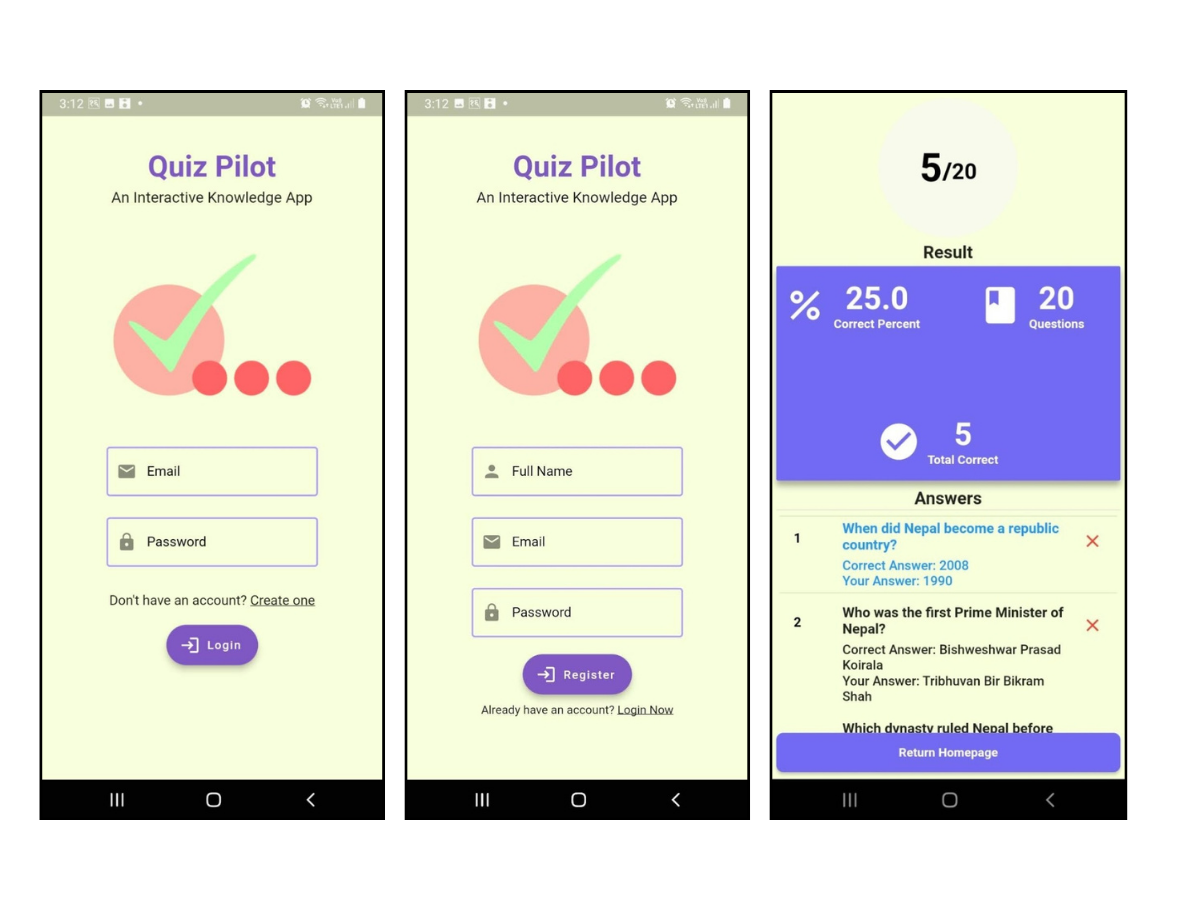 3:12
Quiz Pilot
An Interactive Knowledge App
Email
Password
Don't have an account? Create one
Login
3:12
Quiz Pilot
An Interactive Knowledge App
Full Name
Email
Password
Register
Already have an account? Login Now
5/20
Result
25.0
Correct Percent
20
Questions
5
Total Correct
Answers
1
When did Nepal become a republic
country?
Correct Answer: 2008
Your Answer: 1990
2
Who was the first Prime Minister of
Nepal?
Correct Answer: Bishweshwar Prasad
Koirala
Your Answer: Tribhuvan Bir Bikram
Shah
Which dynasty ruled Nepal before
Return Homepage